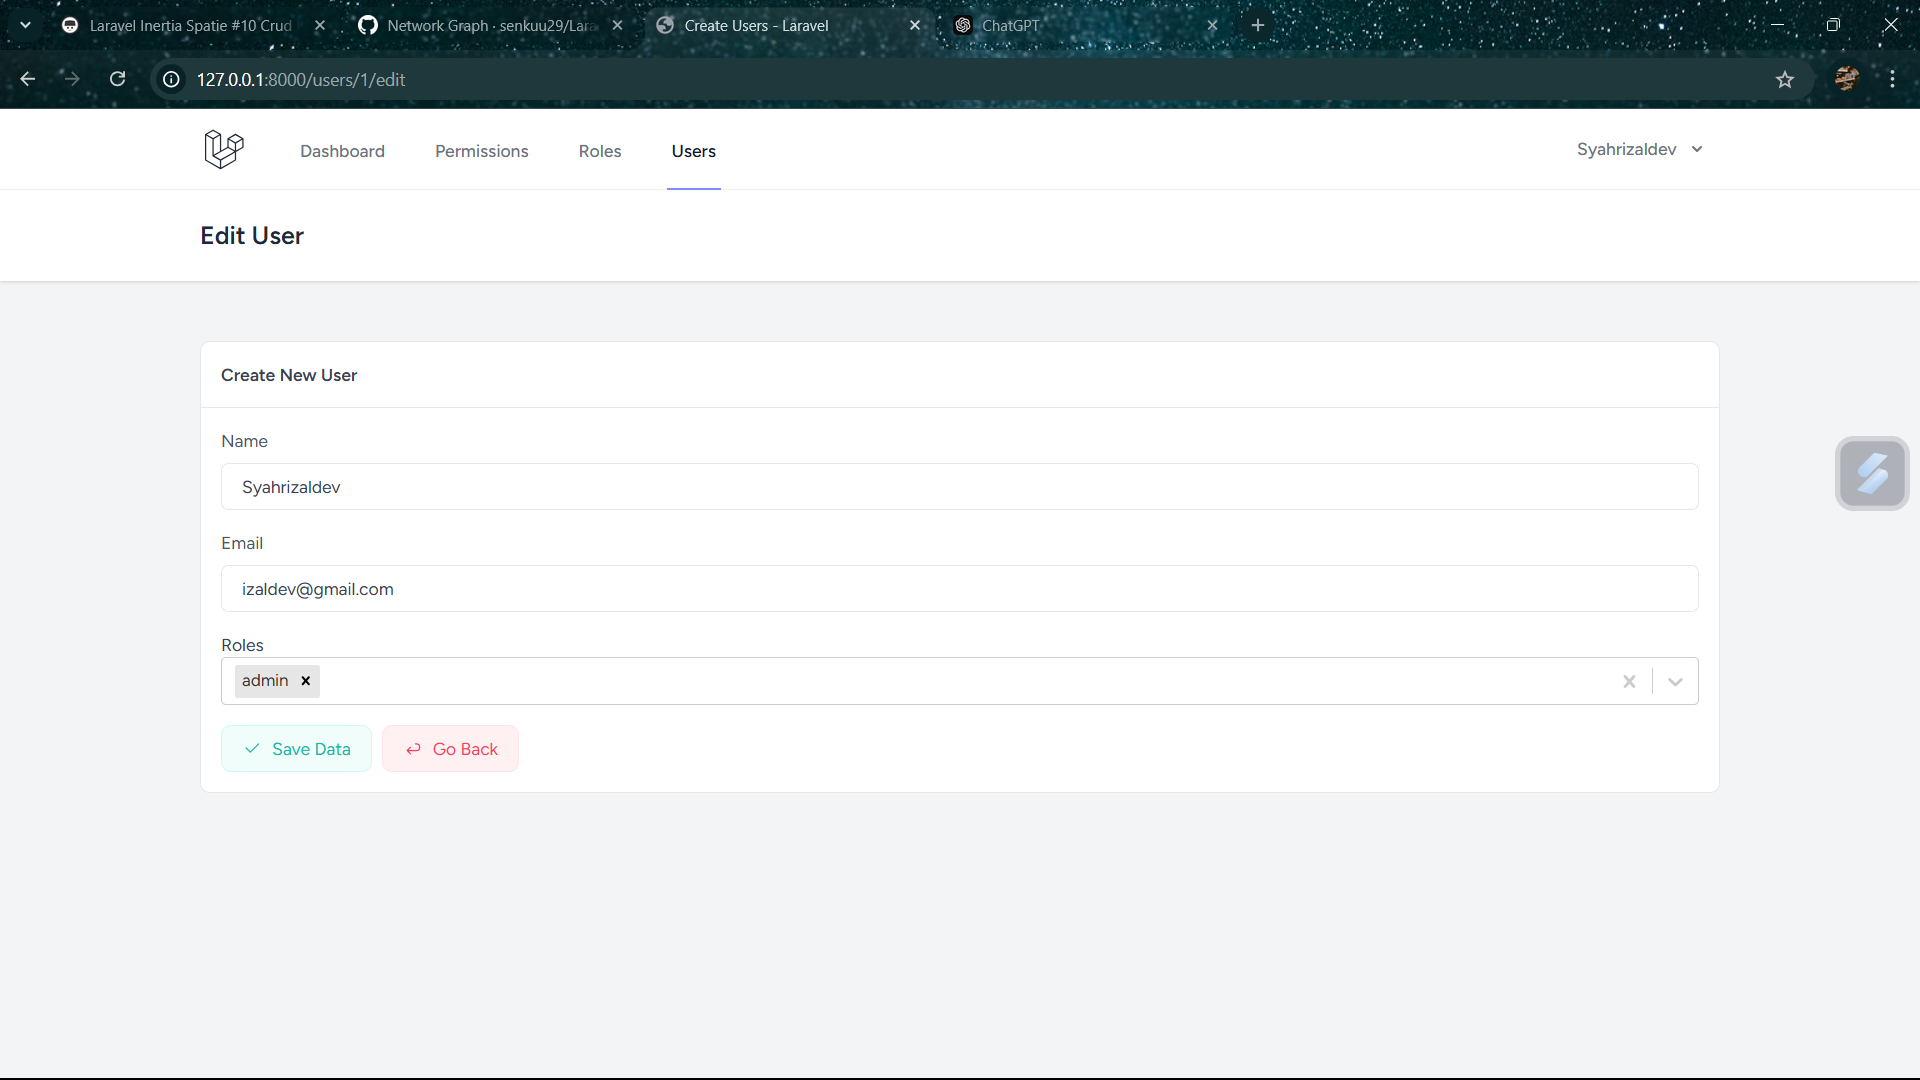 Laravel Inertia Spatie #10 Crud
Network Graph · senkuu29/Lara
Create Users - Laravel
ChatGPT
127.0.0.1:8000/users/1/edit
Dashboard
Permissions
Roles
Users
Syahrizaldev
Edit User
Create New User
Name
Syahrizaldev
Email
izaldev@gmail.com
Roles
admin
Save Data
Go Back